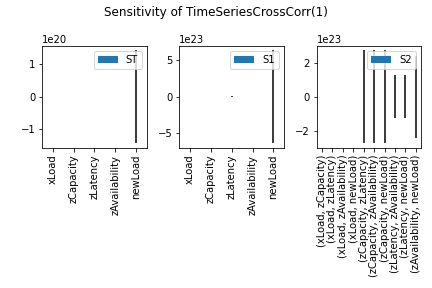 Sensitivity of TimeSeriesCrossCorr(1)
1e20
ST
1
0
−1
xLoad
zCapacity
zLatency
zAvailability
newLoad
1e23
S1
5
0
−5
xLoad
zCapacity
zLatency
zAvailability
newLoad
1e23
S2
2
0
−2
(xLoad, zCapacity)
(xLoad, zLatency)
(xLoad, zAvailability)
(xLoad, newLoad)
(zCapacity, zLatency)
(zCapacity, zAvailability)
(zCapacity, newLoad)
(zLatency, zAvailability)
(zLatency, newLoad)
(zAvailability, newLoad)